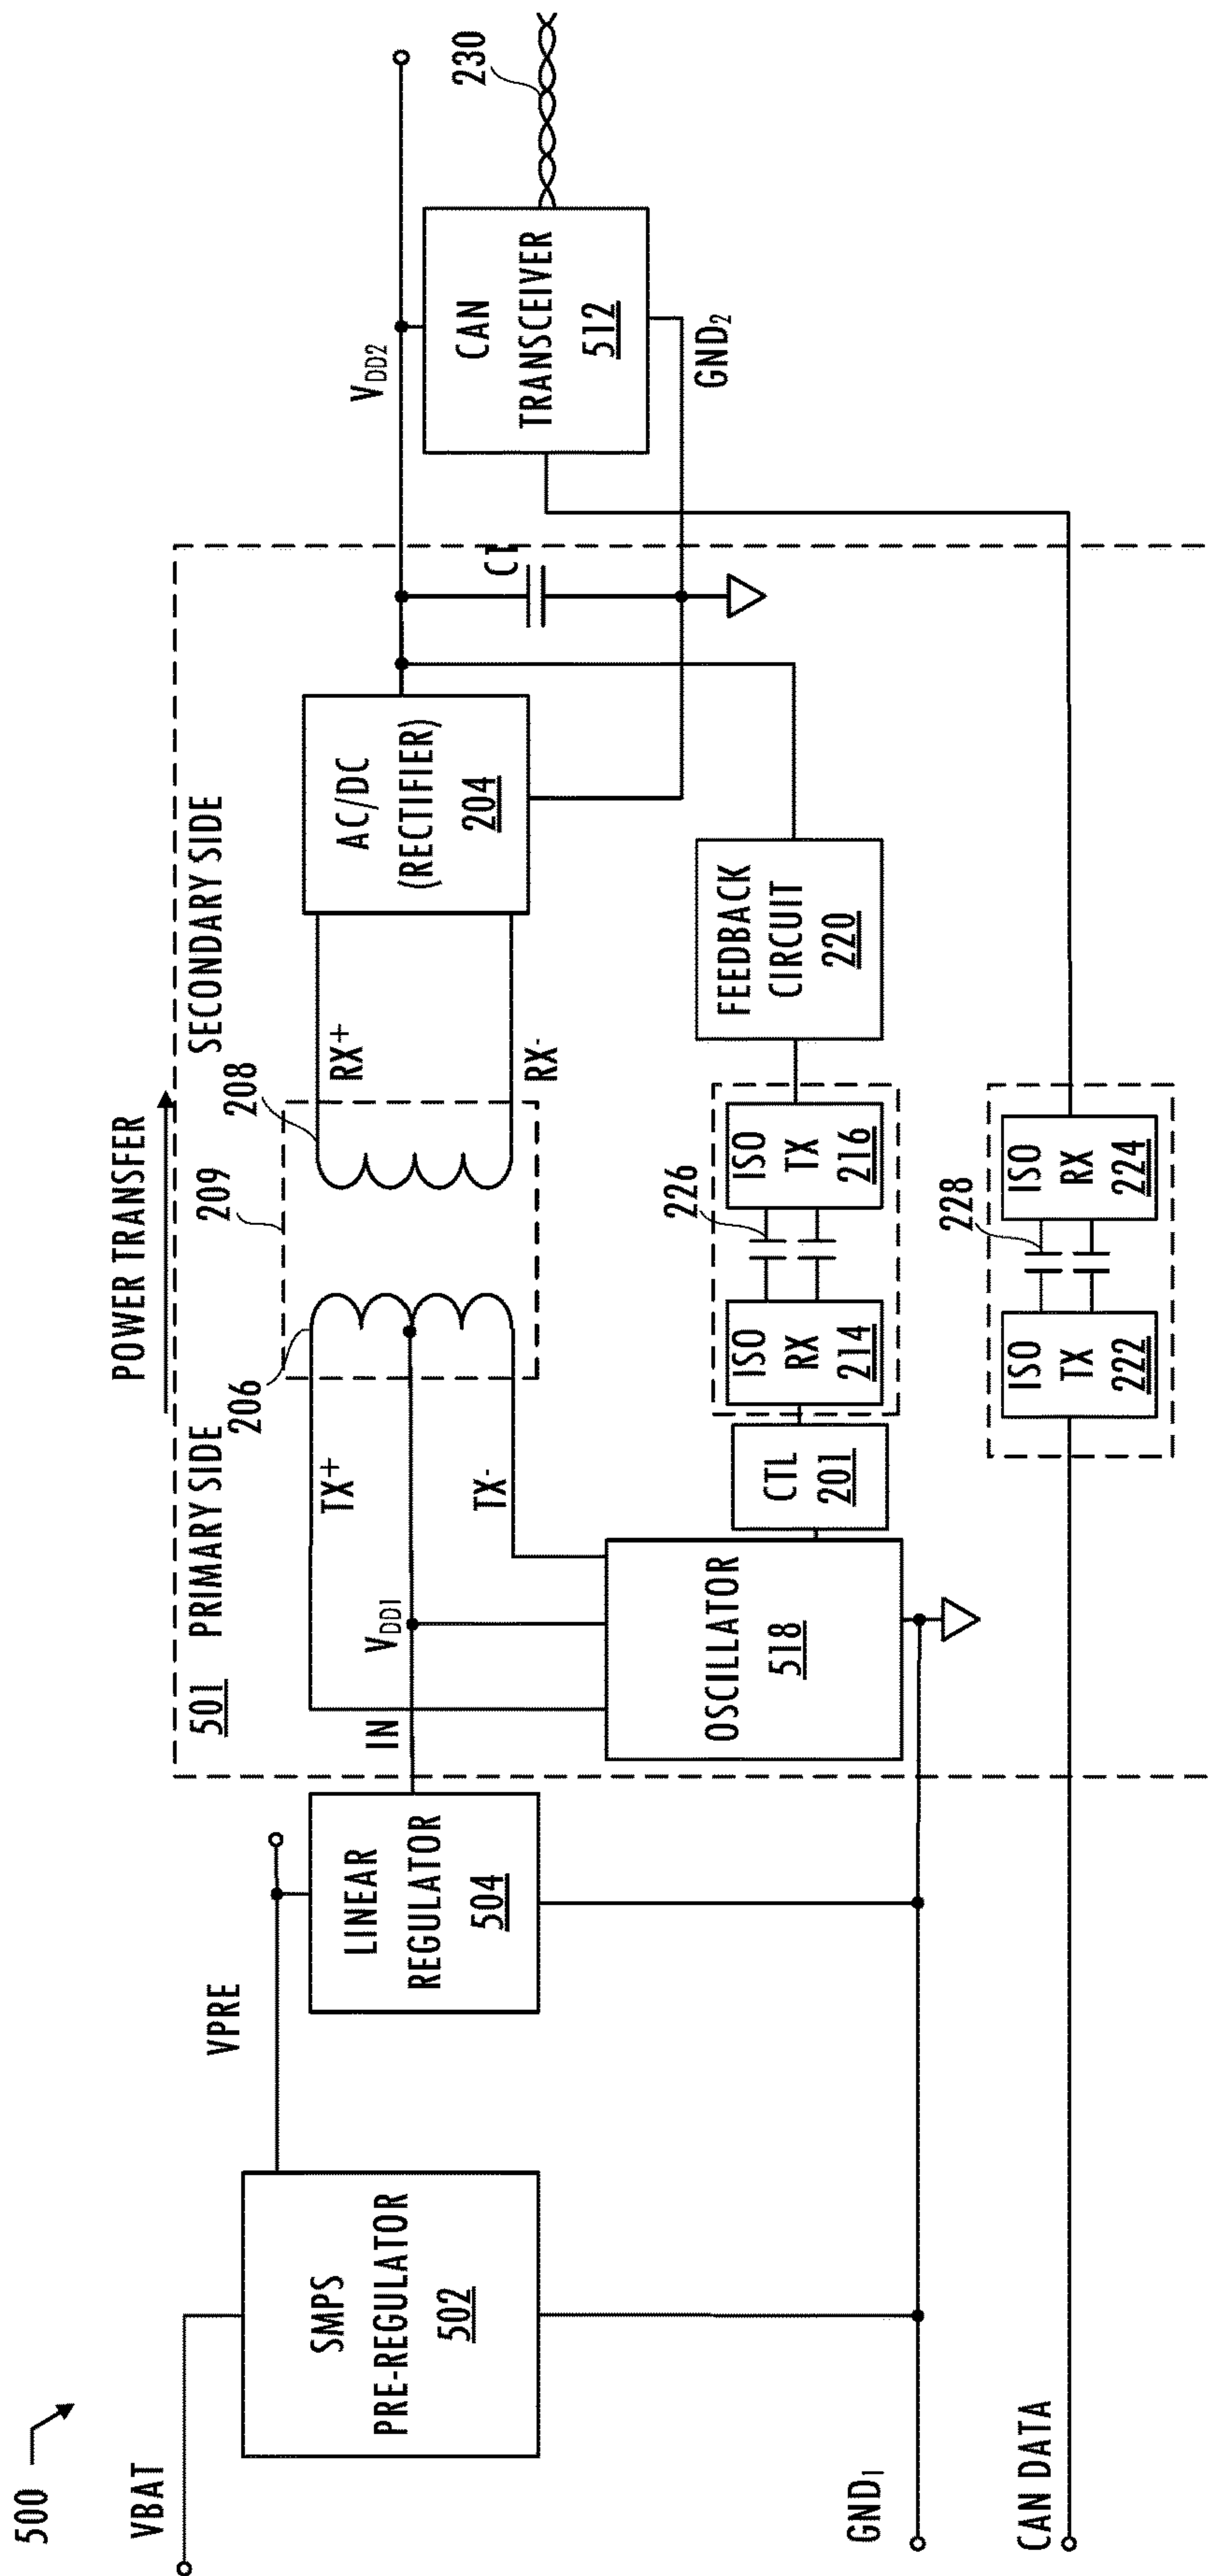 500
POWER TRANSFER
VBAT
SMPS
PRE-REGULATOR
502
VPRE
LINEAR
REGULATOR
504
501
PRIMARY SIDE
SECONDARY SIDE
IN
V_DD1
TX+
TX-
206
209
208
RX+
RX-
AC/DC
(RECTIFIER)
204
C1
V_DD2
CAN
TRANSCEIVER
512
230
GND₂
OSCILLATOR
518
CTL
201
ISO
RX
214
226
ISO
TX
216
FEEDBACK
CIRCUIT
220
GND₁
CAN DATA
ISO
TX
222
228
ISO
RX
224